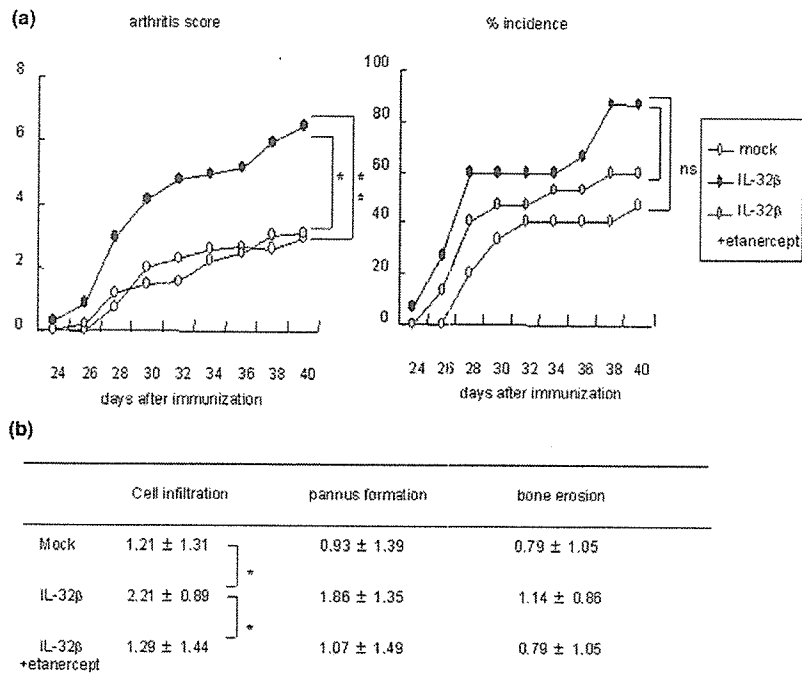 (a)
arthritis score
% incidence
8
6
4
2
0
*
* *
24 26 28 30 32 34 36 38 40
days after immunization
100
80
60
40
20
0
ns
24 26 28 30 32 34 36 38 40
days after immunization
mock
IL-32β
IL-32β
+etanercept
(b)
Cell infiltration pannus formation bone erosion
Mock 1.21 ± 1.31 0.93 ± 1.39 0.79 ± 1.05
*
IL-32β 2.21 ± 0.89 1.86 ± 1.35 1.14 ± 0.86
*
IL-32β 1.29 ± 1.44 1.07 ± 1.49 0.79 ± 1.05
+etanercept